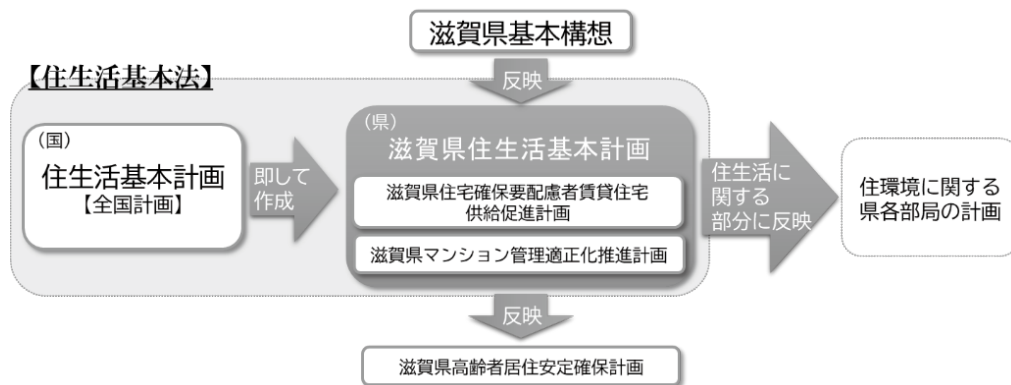 滋賀県基本構想
反映
【住生活基本法】
（国）
住生活基本計画
【全国計画】
即して
作成
（県）
滋賀県住生活基本計画
滋賀県住宅確保要配慮者賃貸住宅
供給促進計画
滋賀県マンション管理適正化推進計画
住生活に
関する
部分に反映
住環境に関する
県各部局の計画
反映
滋賀県高齢者居住安定確保計画